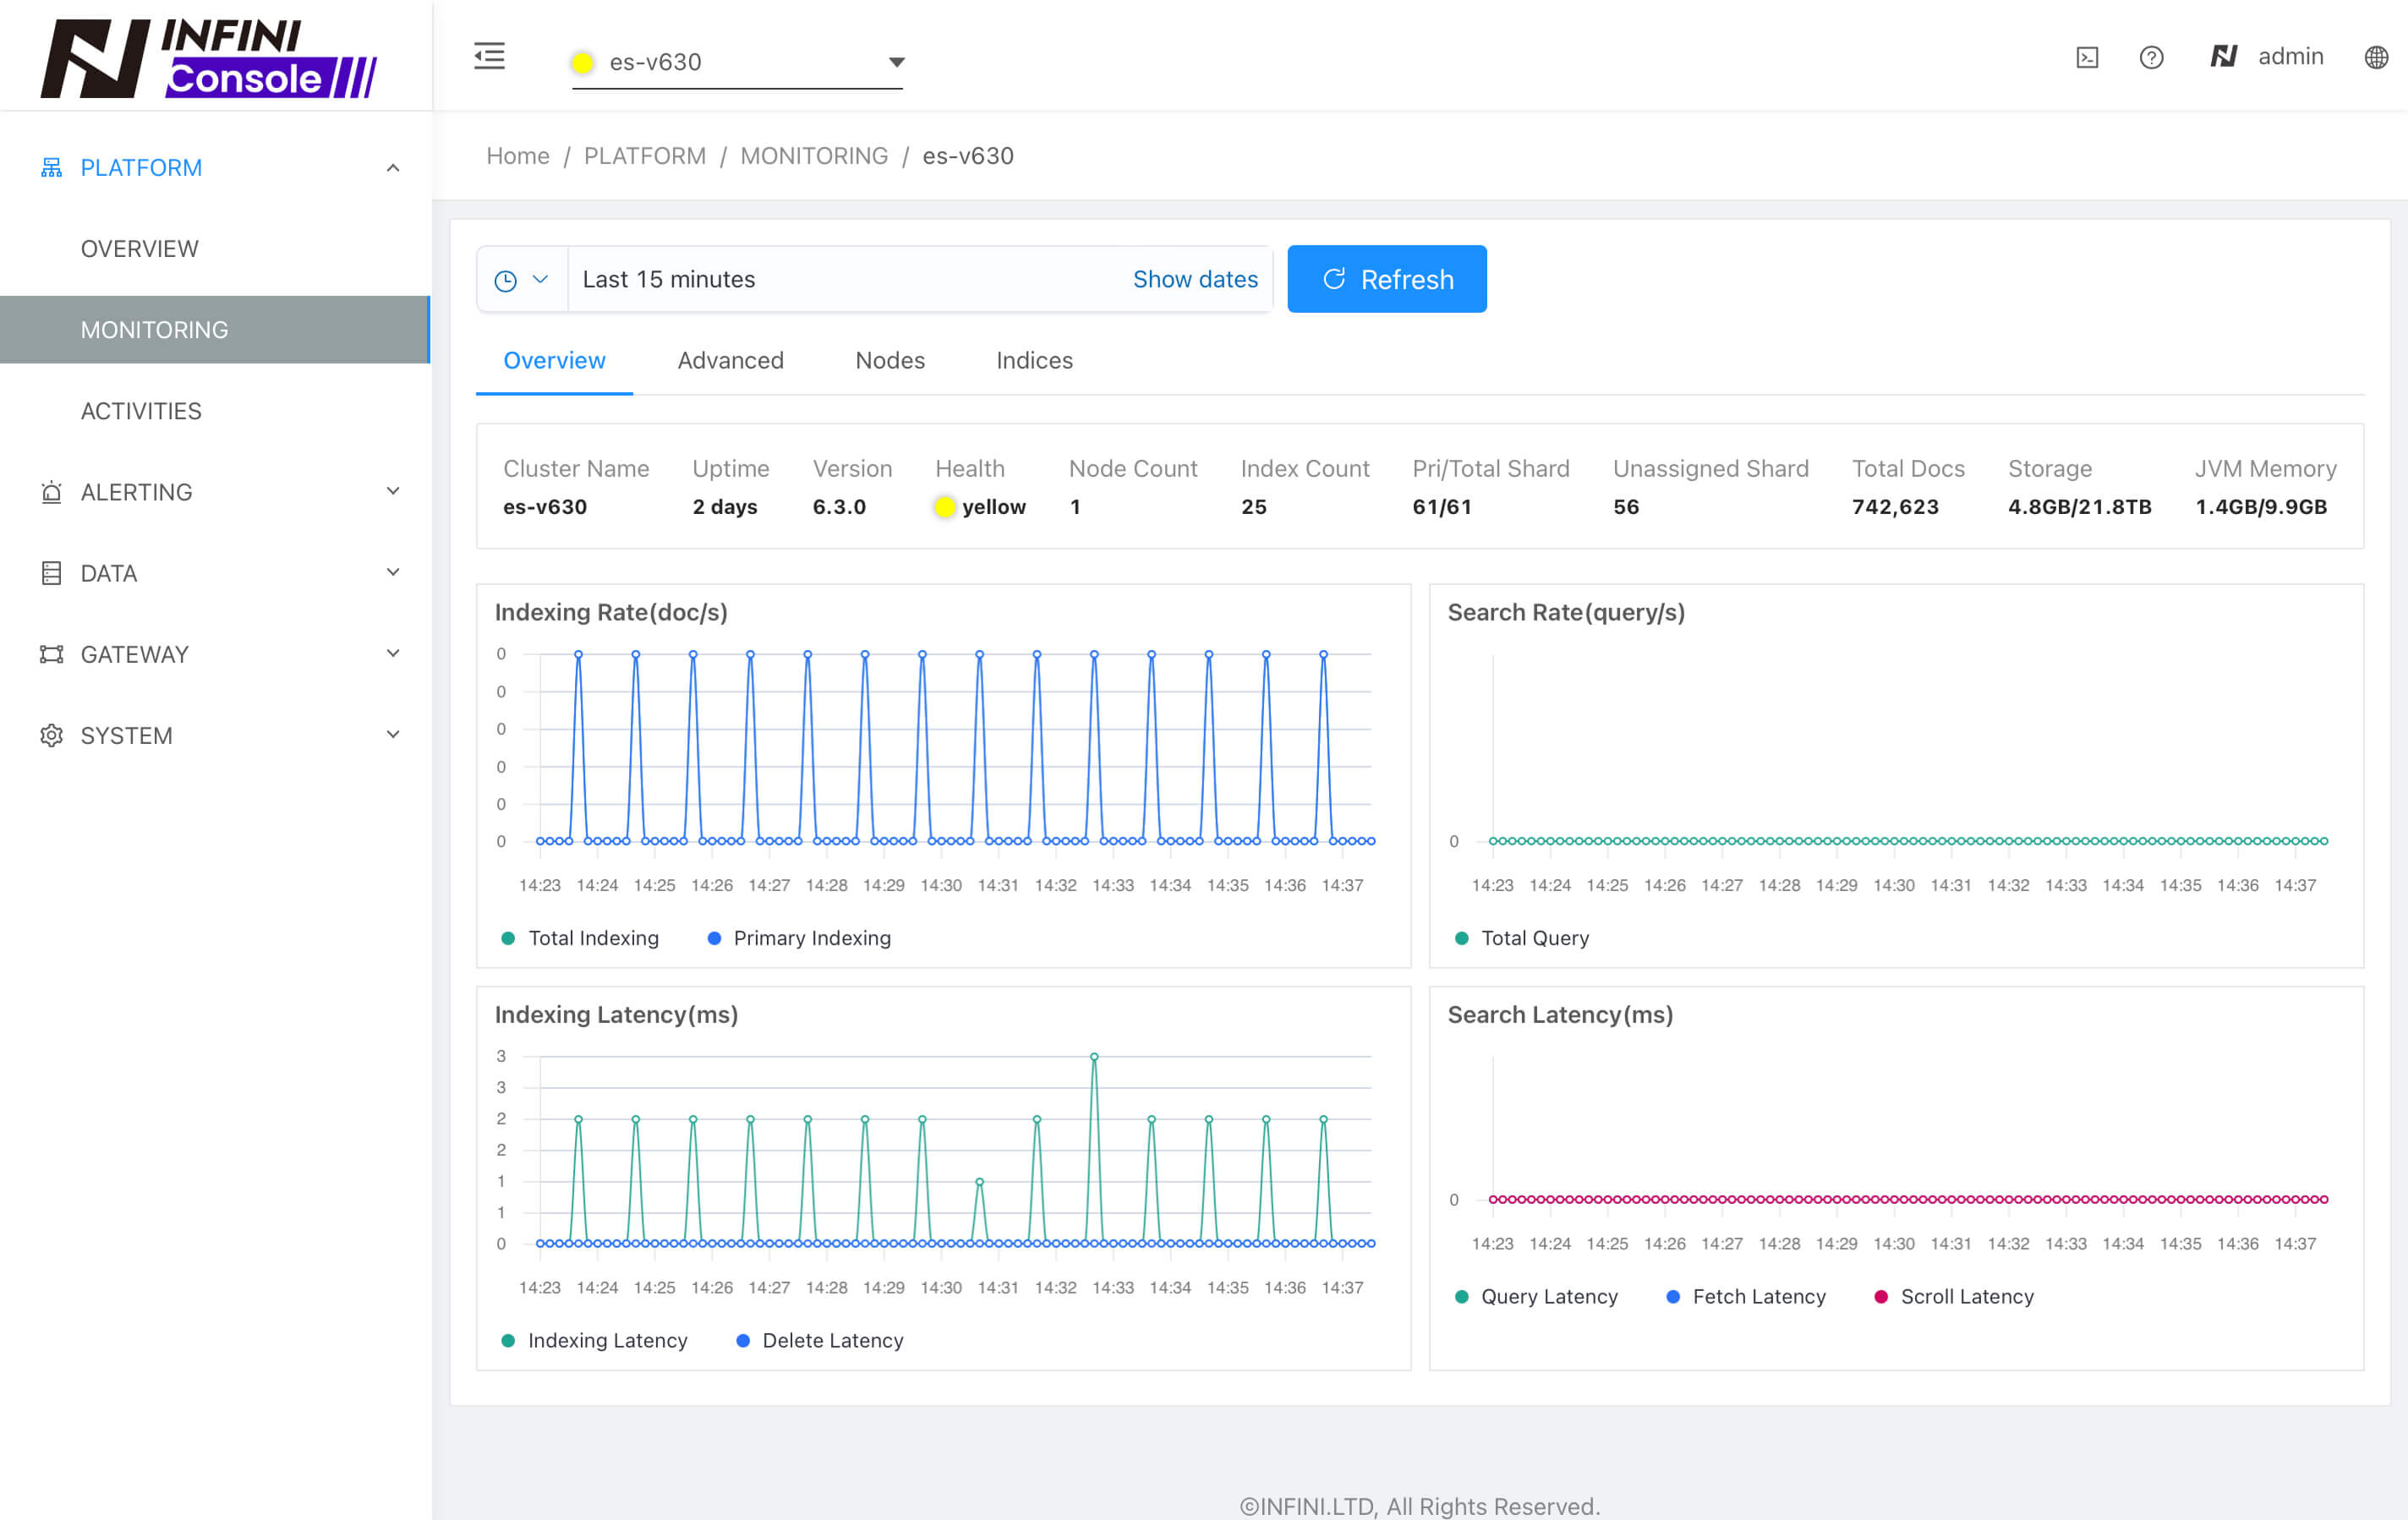 INFINI
Console
es-v630
admin
Home / PLATFORM / MONITORING / es-v630
PLATFORM
OVERVIEW
MONITORING
ACTIVITIES
ALERTING
DATA
GATEWAY
SYSTEM
Last 15 minutes
Show dates
Refresh
Overview Advanced Nodes Indices
Cluster Name Uptime Version Health Node Count Index Count Pri/Total Shard Unassigned Shard Total Docs Storage JVM Memory
es-v630 2 days 6.3.0 yellow 1 25 61/61 56 742,623 4.8GB/21.8TB 1.4GB/9.9GB
Indexing Rate(doc/s)
0
0
0
0
0
0
14:23 14:24 14:25 14:26 14:27 14:28 14:29 14:30 14:31 14:32 14:33 14:34 14:35 14:36 14:37
Total Indexing Primary Indexing
Search Rate(query/s)
0
14:23 14:24 14:25 14:26 14:27 14:28 14:29 14:30 14:31 14:32 14:33 14:34 14:35 14:36 14:37
Total Query
Indexing Latency(ms)
3
3
2
2
1
1
0
14:23 14:24 14:25 14:26 14:27 14:28 14:29 14:30 14:31 14:32 14:33 14:34 14:35 14:36 14:37
Indexing Latency Delete Latency
Search Latency(ms)
0
14:23 14:24 14:25 14:26 14:27 14:28 14:29 14:30 14:31 14:32 14:33 14:34 14:35 14:36 14:37
Query Latency Fetch Latency Scroll Latency
©INFINI.LTD, All Rights Reserved.